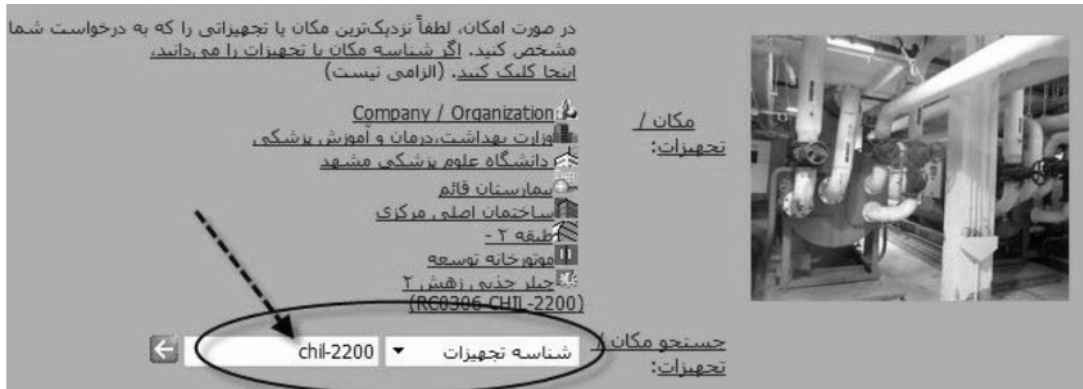 در صورت امکان، لطفاً نزدیک‌ترین مکان یا تجهیزاتی را که به درخواست شما
مشخص کنید. اگر شناسه مکان یا تجهیزات را می‌دانید،
اینجا کلیک کنید. (الزامی نیست)
مکان /
تجهیزات:
Company / Organization
وزارت بهداشت،درمان و آموزش پزشکی
دانشگاه علوم پزشکی مشهد
بیمارستان قائم
ساختمان اصلی مرکزی
طبقه ۲ -
موتورخانه توسعه
چیلر جذبی زهش ۲
(RC0306-CHIL-2200)
جستجو مکان /
تجهیزات:
شناسه تجهیزات
chil-2200